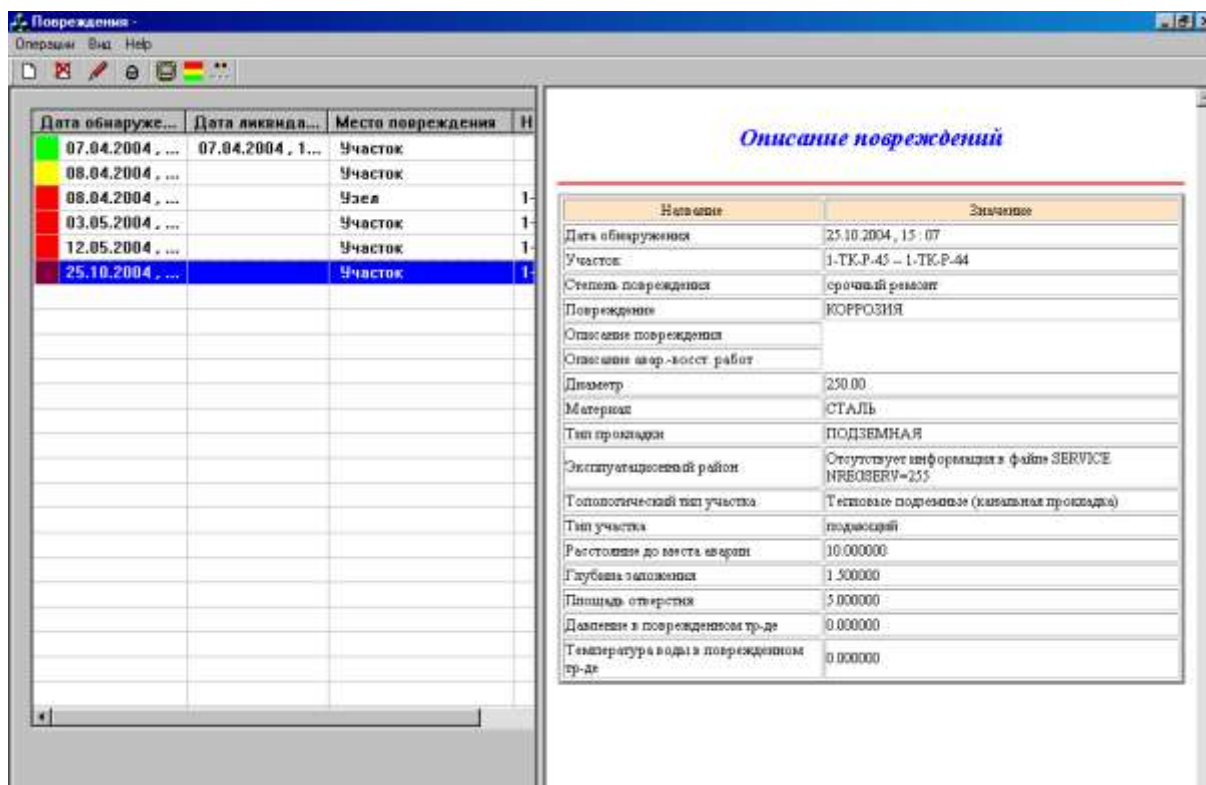 Повреждения -
Операции Вид Help
Дата обнаруже... Дата ликвида... Место повреждения Н
07.04.2004 , ... 07.04.2004 , 1... Участок
08.04.2004 , ... Участок
08.04.2004 , ... Узел 1-
03.05.2004 , ... Участок 1-
12.05.2004 , ... Участок 1-
25.10.2004 , ... Участок 1-
Описание повреждений
Название Значение
Дата обнаружения 25.10.2004 , 15 : 07
Участок 1-ТК-Р-45 – 1-ТК-Р-44
Степень повреждения срочный ремонт
Повреждение КОРРОЗИЯ
Описание повреждения
Описание авар.-восст. работ
Диаметр 250.00
Материал СТАЛЬ
Тип прокладки ПОДЗЕМНАЯ
Эксплуатационный район Отсутствует информация в файле SERVICE
NREGSERV=255
Топологический тип участка Тепловые подземные (канальная прокладка)
Тип участка подающий
Расстояние до места аварии 10.000000
Глубина заложения 1.500000
Площадь отверстия 5.000000
Давление в поврежденном тр-де 0.000000
Температура воды в поврежденном
тр-де 0.000000